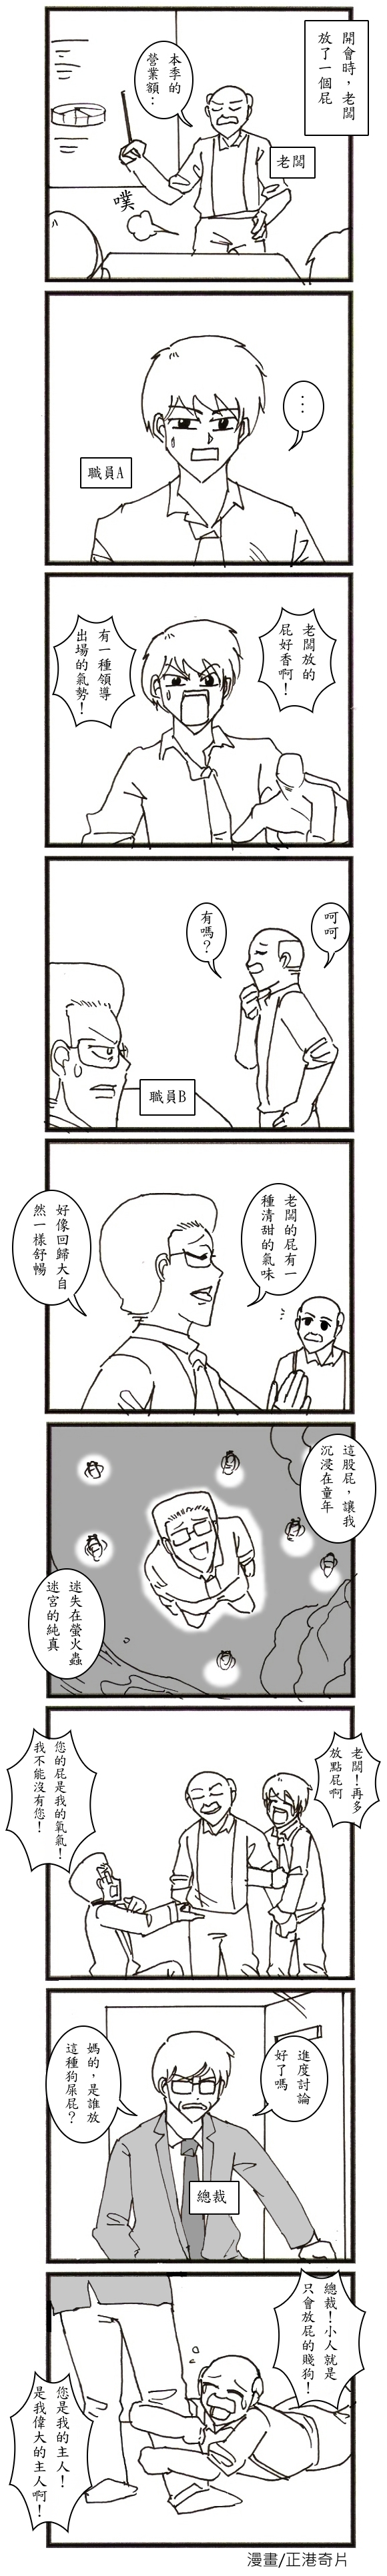 開會時，老闆
放了一個屁
本季的
營業額：
老闆
噗
…
職員A
老闆放的
屁好香啊！
有一種領導
出場的氣勢！
呵呵
有嗎？
職員B
老闆的屁有一
種清甜的氣味
好像回歸大自
然一樣舒暢
這股屁，讓我
沉浸在童年
迷失在螢火蟲
迷宮的純真
老闆！再多
放點屁啊
您的屁是我的氧氣！
我不能沒有您！
進度討論
好了嗎
媽的，是誰放
這種狗屎屁？
總裁
總裁！小人就是
只會放屁的賤狗！
您是我的主人！
是我偉大的主人啊！
漫畫/正港奇片